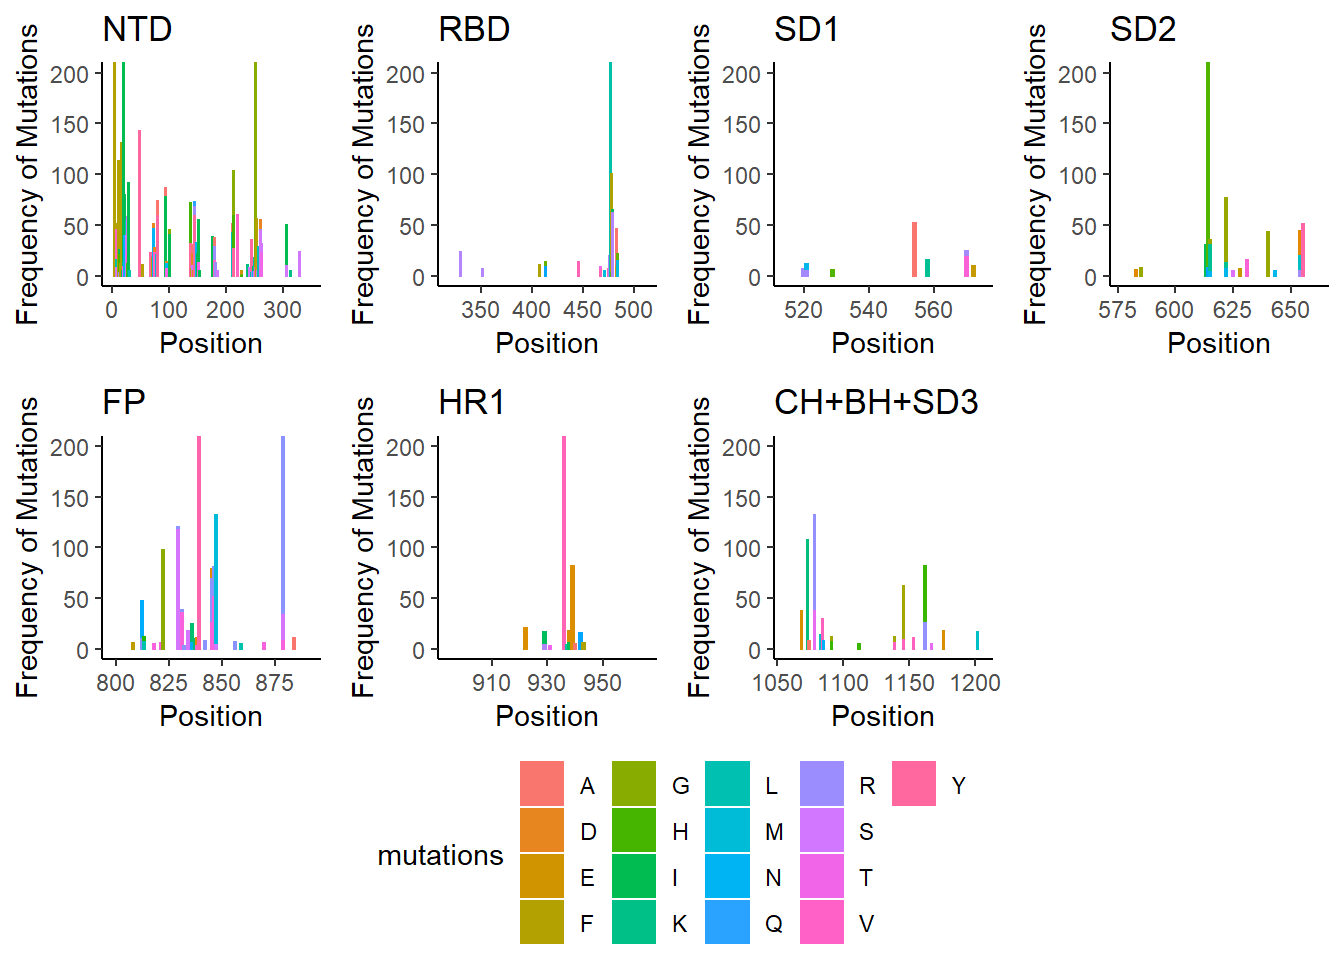 NTD
RBD
SD1
SD2
Frequency of Mutations
200
150
100
50
0
0 100 200 300
Position
Frequency of Mutations
200
150
100
50
0
350 400 450 500
Position
Frequency of Mutations
200
150
100
50
0
520 540 560
Position
Frequency of Mutations
200
150
100
50
0
575 600 625 650
Position
FP
HR1
CH+BH+SD3
Frequency of Mutations
200
150
100
50
0
800 825 850 875
Position
Frequency of Mutations
200
150
100
50
0
910 930 950
Position
Frequency of Mutations
200
150
100
50
0
1050 1100 1150 1200
Position
mutations
A G L R Y
D H M S
E I N T
F K Q V